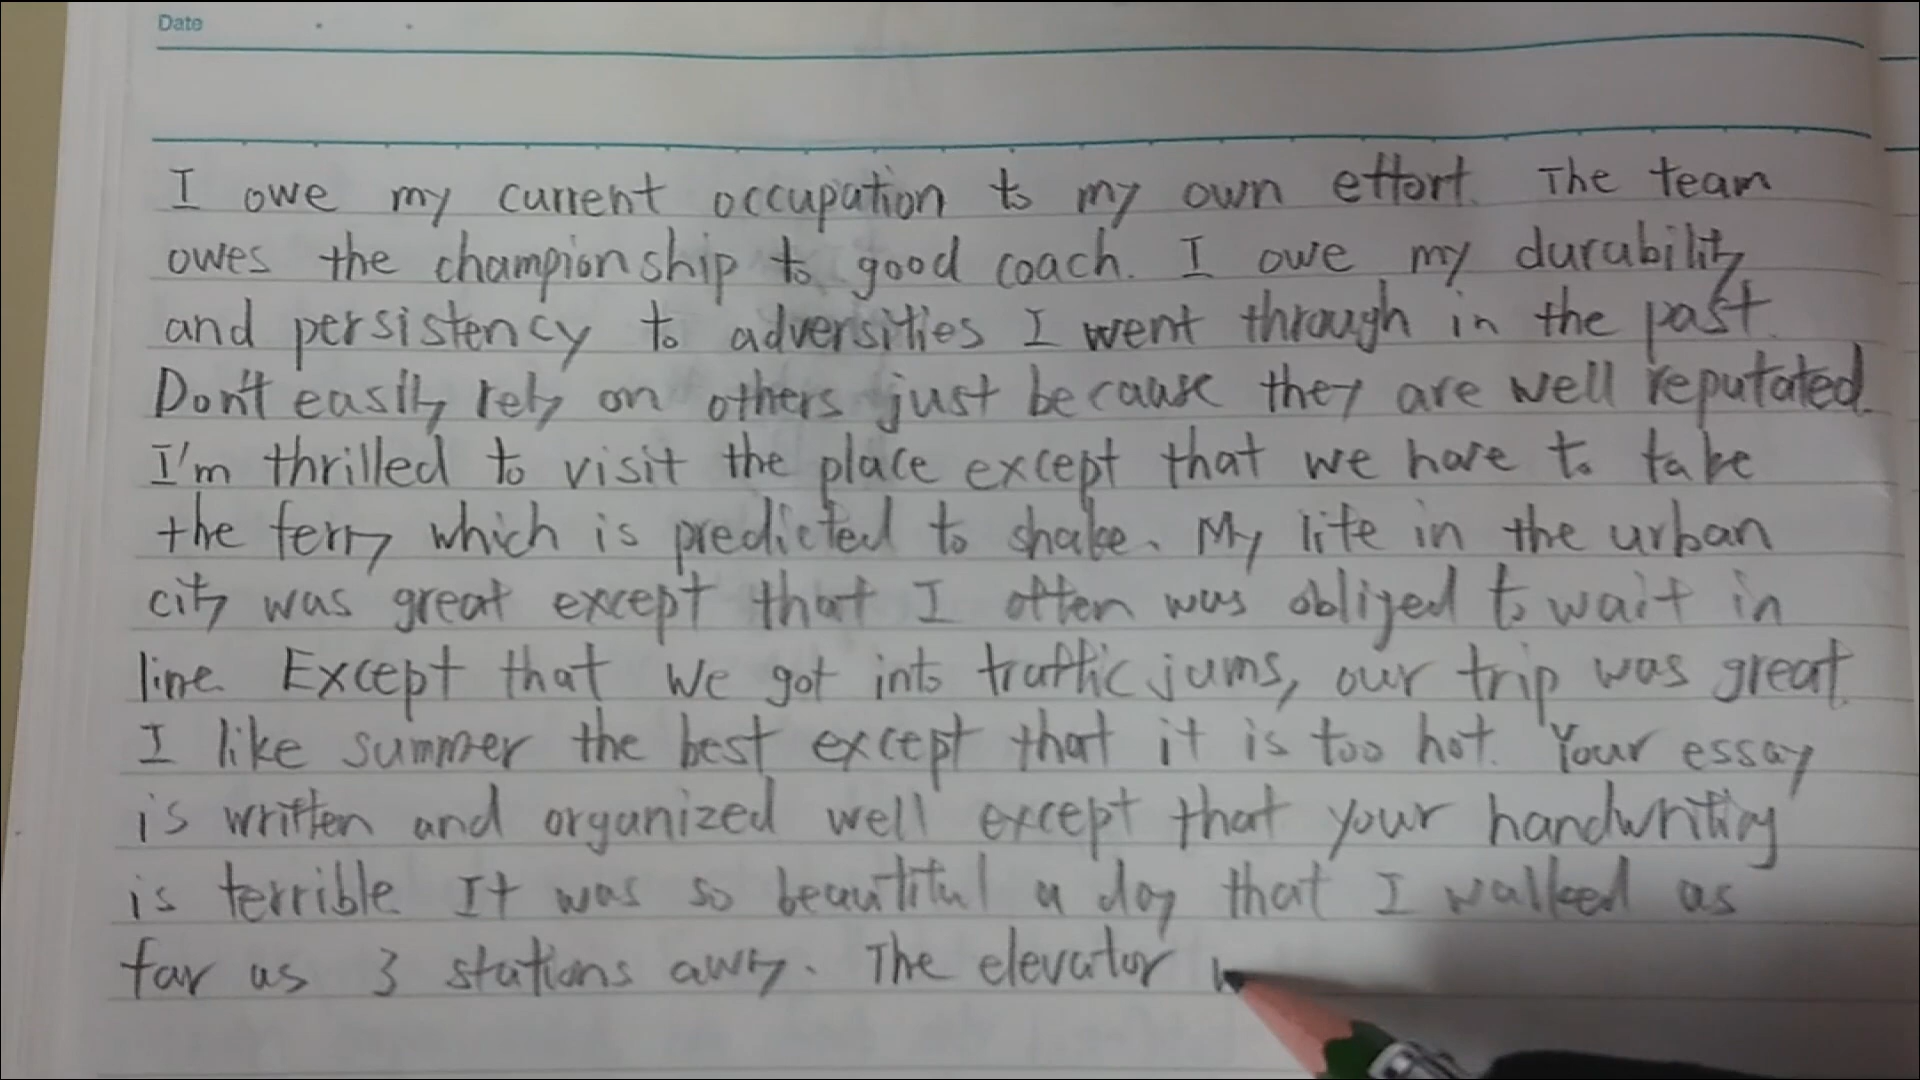 Date
I owe my current occupation to my own effort. The team
owes the championship to good coach. I owe my durability
and persistency to adversities I went through in the past.
Don't easily rely on others just because they are well reputated.
I'm thrilled to visit the place except that we have to take
the ferry which is predicted to shake. My life in the urban
city was great except that I often was obliged to wait in
line. Except that we got into traffic jams, our trip was great.
I like summer the best except that it is too hot. Your essay
is written and organized well except that your handwriting
is terrible. It was so beautiful a day that I walked as
far as 3 stations away. The elevator